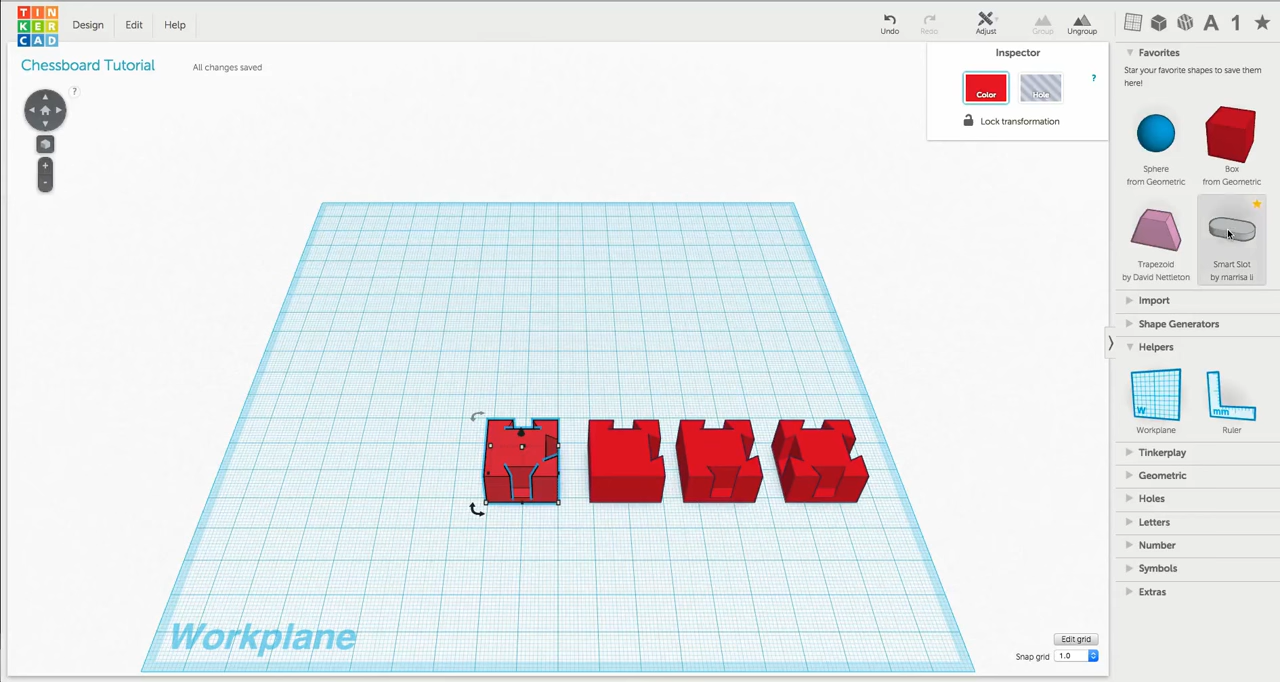 TIN
KER
CAD
Design
Edit
Help
Undo
Redo
Adjust
Group
Ungroup
A
1
Chessboard Tutorial
All changes saved
?
Inspector
Color
Hole
?
Lock transformation
Favorites
Star your favorite shapes to save them
here!
Sphere
from Geometric
Box
from Geometric
Trapezoid
by David Nettleton
Smart Slot
by marrisa li
Import
Shape Generators
Helpers
W
Workplane
mm
Ruler
Tinkerplay
Geometric
Holes
Letters
Number
Symbols
Extras
Workplane
Edit grid
Snap grid
1.0